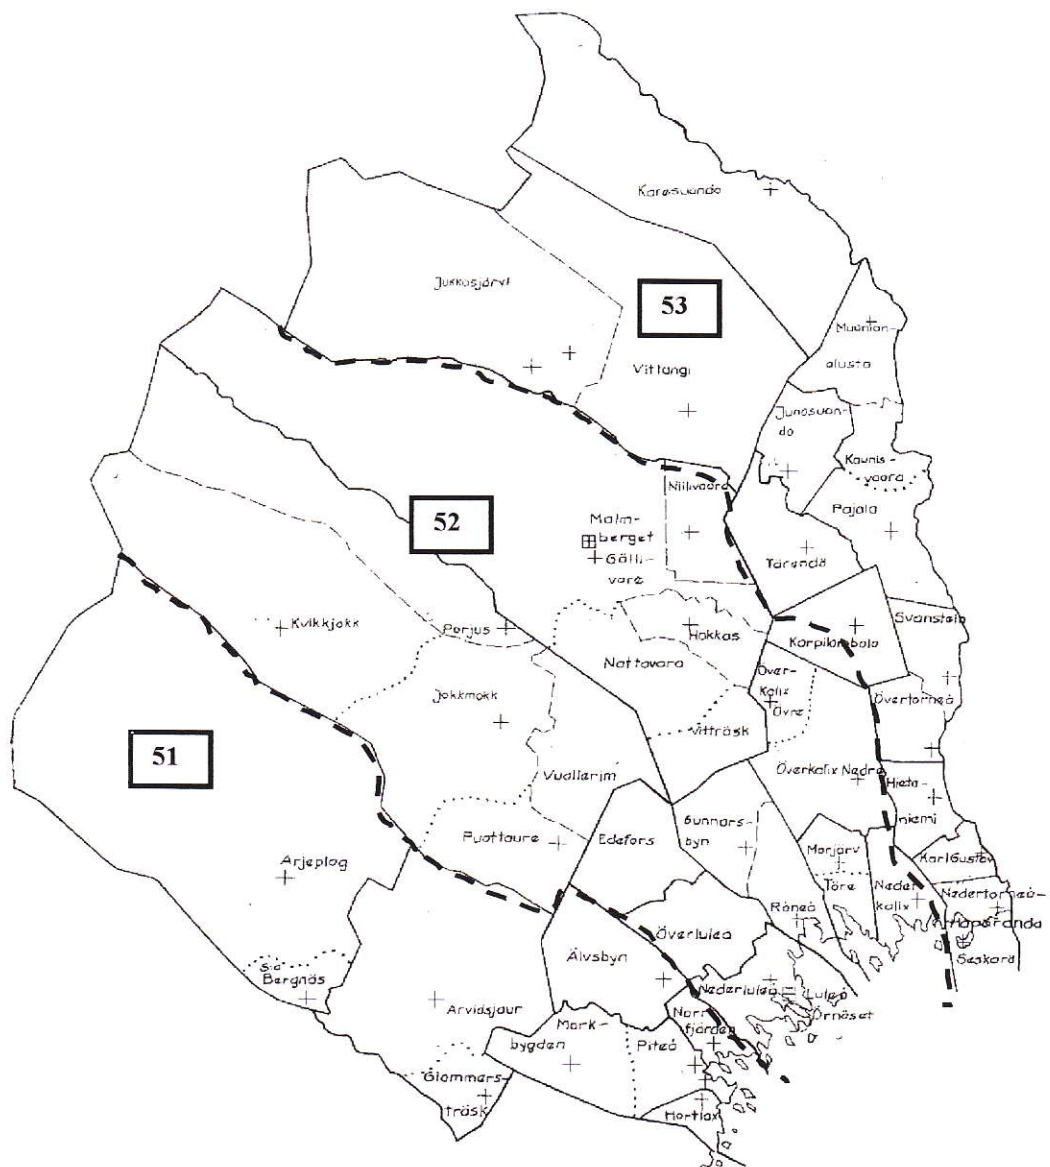 Karesuando
Jukkasjärvi
53
Muonion-
alusta
Vittangi
Junosuan-
do
Kaunis-
vaara
Niilivaara
Pajala
52
Malm-
berget
Gälli-
vare
Tärendö
Kvikkjokk
Porjus
Hakkas
Karpilombolo
Svanstein
Nattavara
Över-
Kalix
Övre
Jokkmokk
Övertorneå
Vitträsk
51
Vuollerim
Överkalix Nedre
Hieta-
niemi
Puottaure
Edefors
Gunnars-
byn
Morjärv
Karl Gustav
Arjeplog
Töre
Neder
kalix
Nedertorneå-
Haparanda
Råneå
Överluleå
Seskarö
Älvsbyn
S:a
Bergnäs
Nederluleå
Luleå
Örnäset
Arvidsjaur
Norr
fjärden
Mark-
bygden
Piteå
Glommers-
träsk
Hortlax